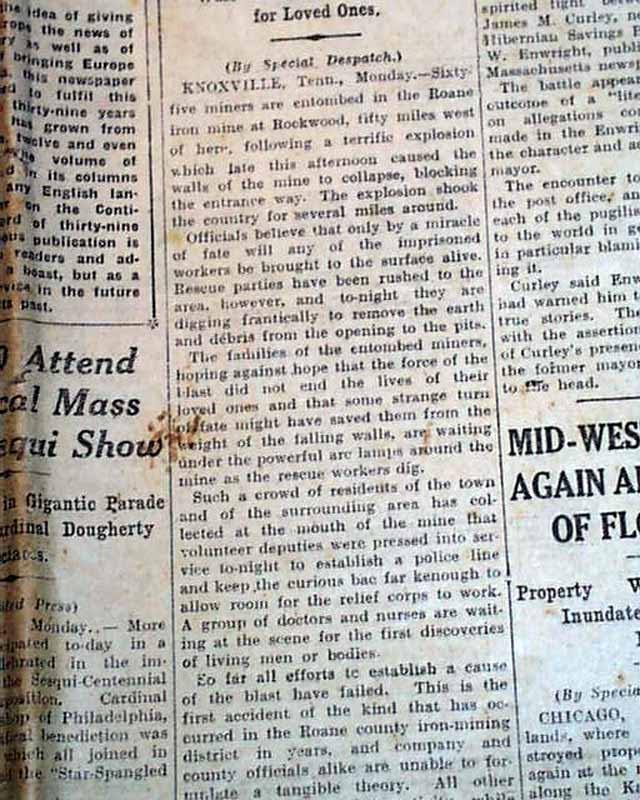 the idea of giving
the news of
as well as of
bringing Europe
this newspaper
to fulfil this
thirty-nine years
has grown from
twelve and even
volume of
in its columns
any English lan-
on the Conti-
of thirty-nine
publication is
readers and ad-
a boast, but as a
in the future
past.
Attend
Mass
Show
in Gigantic Parade
Dougherty
Press)
Monday.— More
to-day in a
in the im-
the Sesqui-Centennial
Cardinal
of Philadelphia,
benediction was
which all joined in
the "Star-Spangled
for Loved Ones.
(By Special Despatch.)
KNOXVILLE, Tenn., Monday.—Sixty-
five miners are entombed in the Roane
iron mine at Rockwood, fifty miles west
of here, following a terrific explosion
which late this afternoon caused the
walls of the mine to collapse, blocking
the entrance way. The explosion shook
the country for several miles around.
Officials believe that only by a miracle
of fate will any of the imprisoned
workers be brought to the surface alive.
Rescue parties have been rushed to the
area, however, and to-night they are
digging frantically to remove the earth
and débris from the opening to the pits.
The families of the entombed miners,
hoping against hope that the force of the
blast did not end the lives of their
loved ones and that some strange turn
of fate might have saved them from the
weight of the falling walls, are waiting
under the powerful arc lamps around the
mine as the rescue workers dig.
Such a crowd of residents of the town
and of the surrounding area has col-
lected at the mouth of the mine that
volunteer deputies were pressed into ser-
vice to-night to establish a police line
and keep the curious bac far kenough to
allow room for the relief corps to work.
A group of doctors and nurses are wait-
ing at the scene for the first discoveries
of living men or bodies.
So far all efforts to establish a cause
of the blast have failed. This is the
first accident of the kind that has oc-
curred in the Roane county iron-mining
district in years, and company and
county officials alike are unable to for-
mulate a tangible theory. All other
while
spirited fight
James M. Curley,
Hibernian Savings
W. Enwright,
Massachusetts
The battle
outcome of a
on allegations
made in the
the character and
mayor.
The encounter
the post office,
each of the
to the world in
in particular
ing it.
Curley said
had warned him
true stories. The
with the
of Curley's
the former mayor
to the head.
MID-WES
AGAIN
OF
Property
(By
CHICAGO,
lands, where
stroyed
again at the
along the